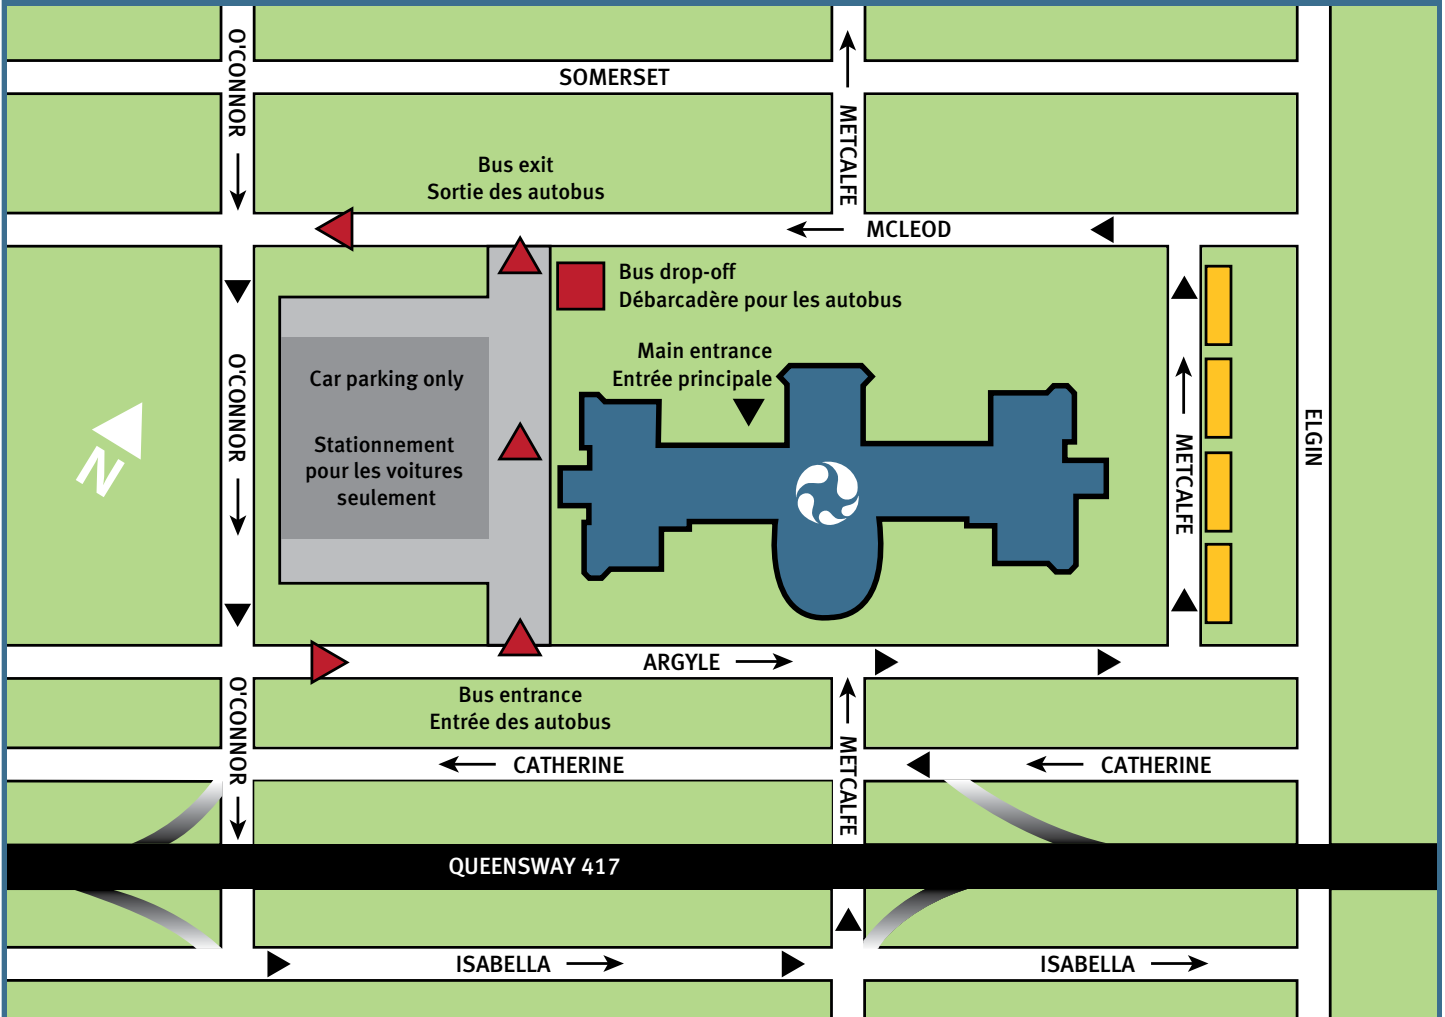 O'CONNOR
SOMERSET
METCALFE
Bus exit
Sortie des autobus
MCLEOD
Bus drop-off
Débarcadère pour les autobus
Main entrance
Entrée principale
Car parking only
Stationnement
pour les voitures
seulement
O'CONNOR
N
METCALFE
ELGIN
ARGYLE
Bus entrance
Entrée des autobus
O'CONNOR
METCALFE
CATHERINE
CATHERINE
QUEENSWAY 417
ISABELLA
ISABELLA